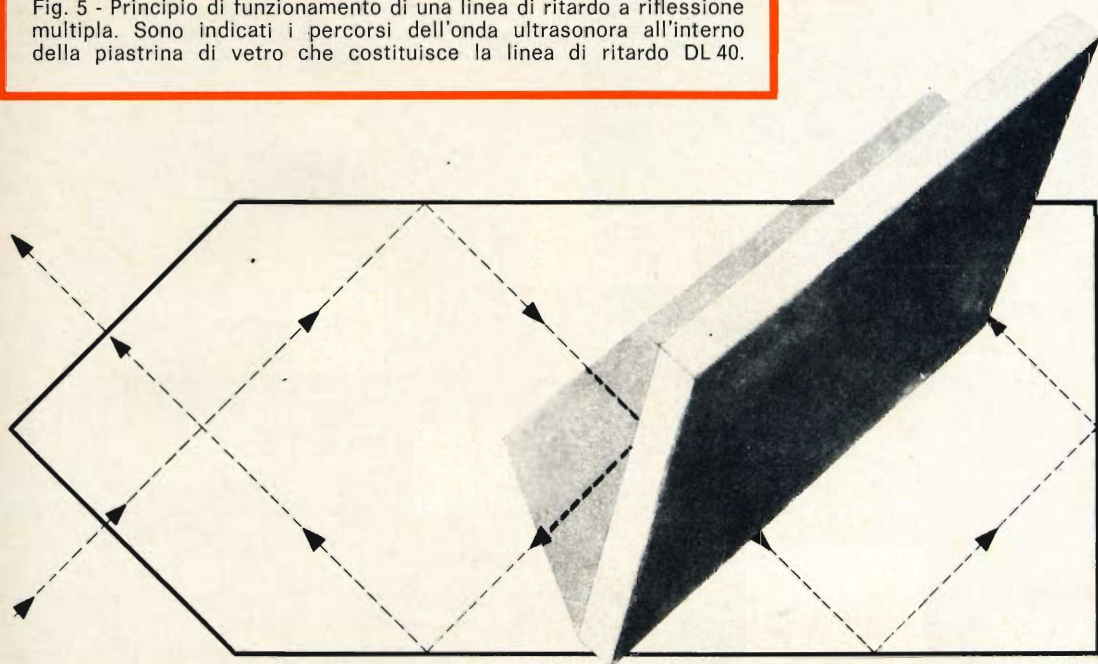 Fig. 5 - Principio di funzionamento di una linea di ritardo a riflessione
multipla. Sono indicati i percorsi dell'onda ultrasonora all'interno
della piastrina di vetro che costituisce la linea di ritardo DL 40.